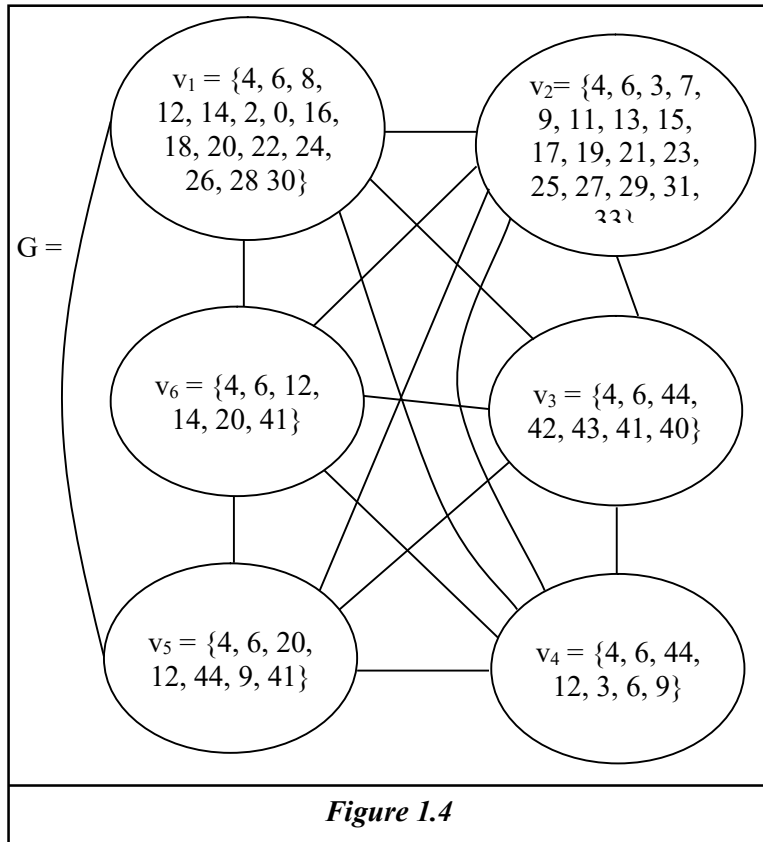 v₁ = {4, 6, 8,
12, 14, 2, 0, 16,
18, 20, 22, 24,
26, 28 30}
v₂= {4, 6, 3, 7,
9, 11, 13, 15,
17, 19, 21, 23,
25, 27, 29, 31,
33}
G =
v₆ = {4, 6, 12,
14, 20, 41}
v₃ = {4, 6, 44,
42, 43, 41, 40}
v₅ = {4, 6, 20,
12, 44, 9, 41}
v₄ = {4, 6, 44,
12, 3, 6, 9}
Figure 1.4